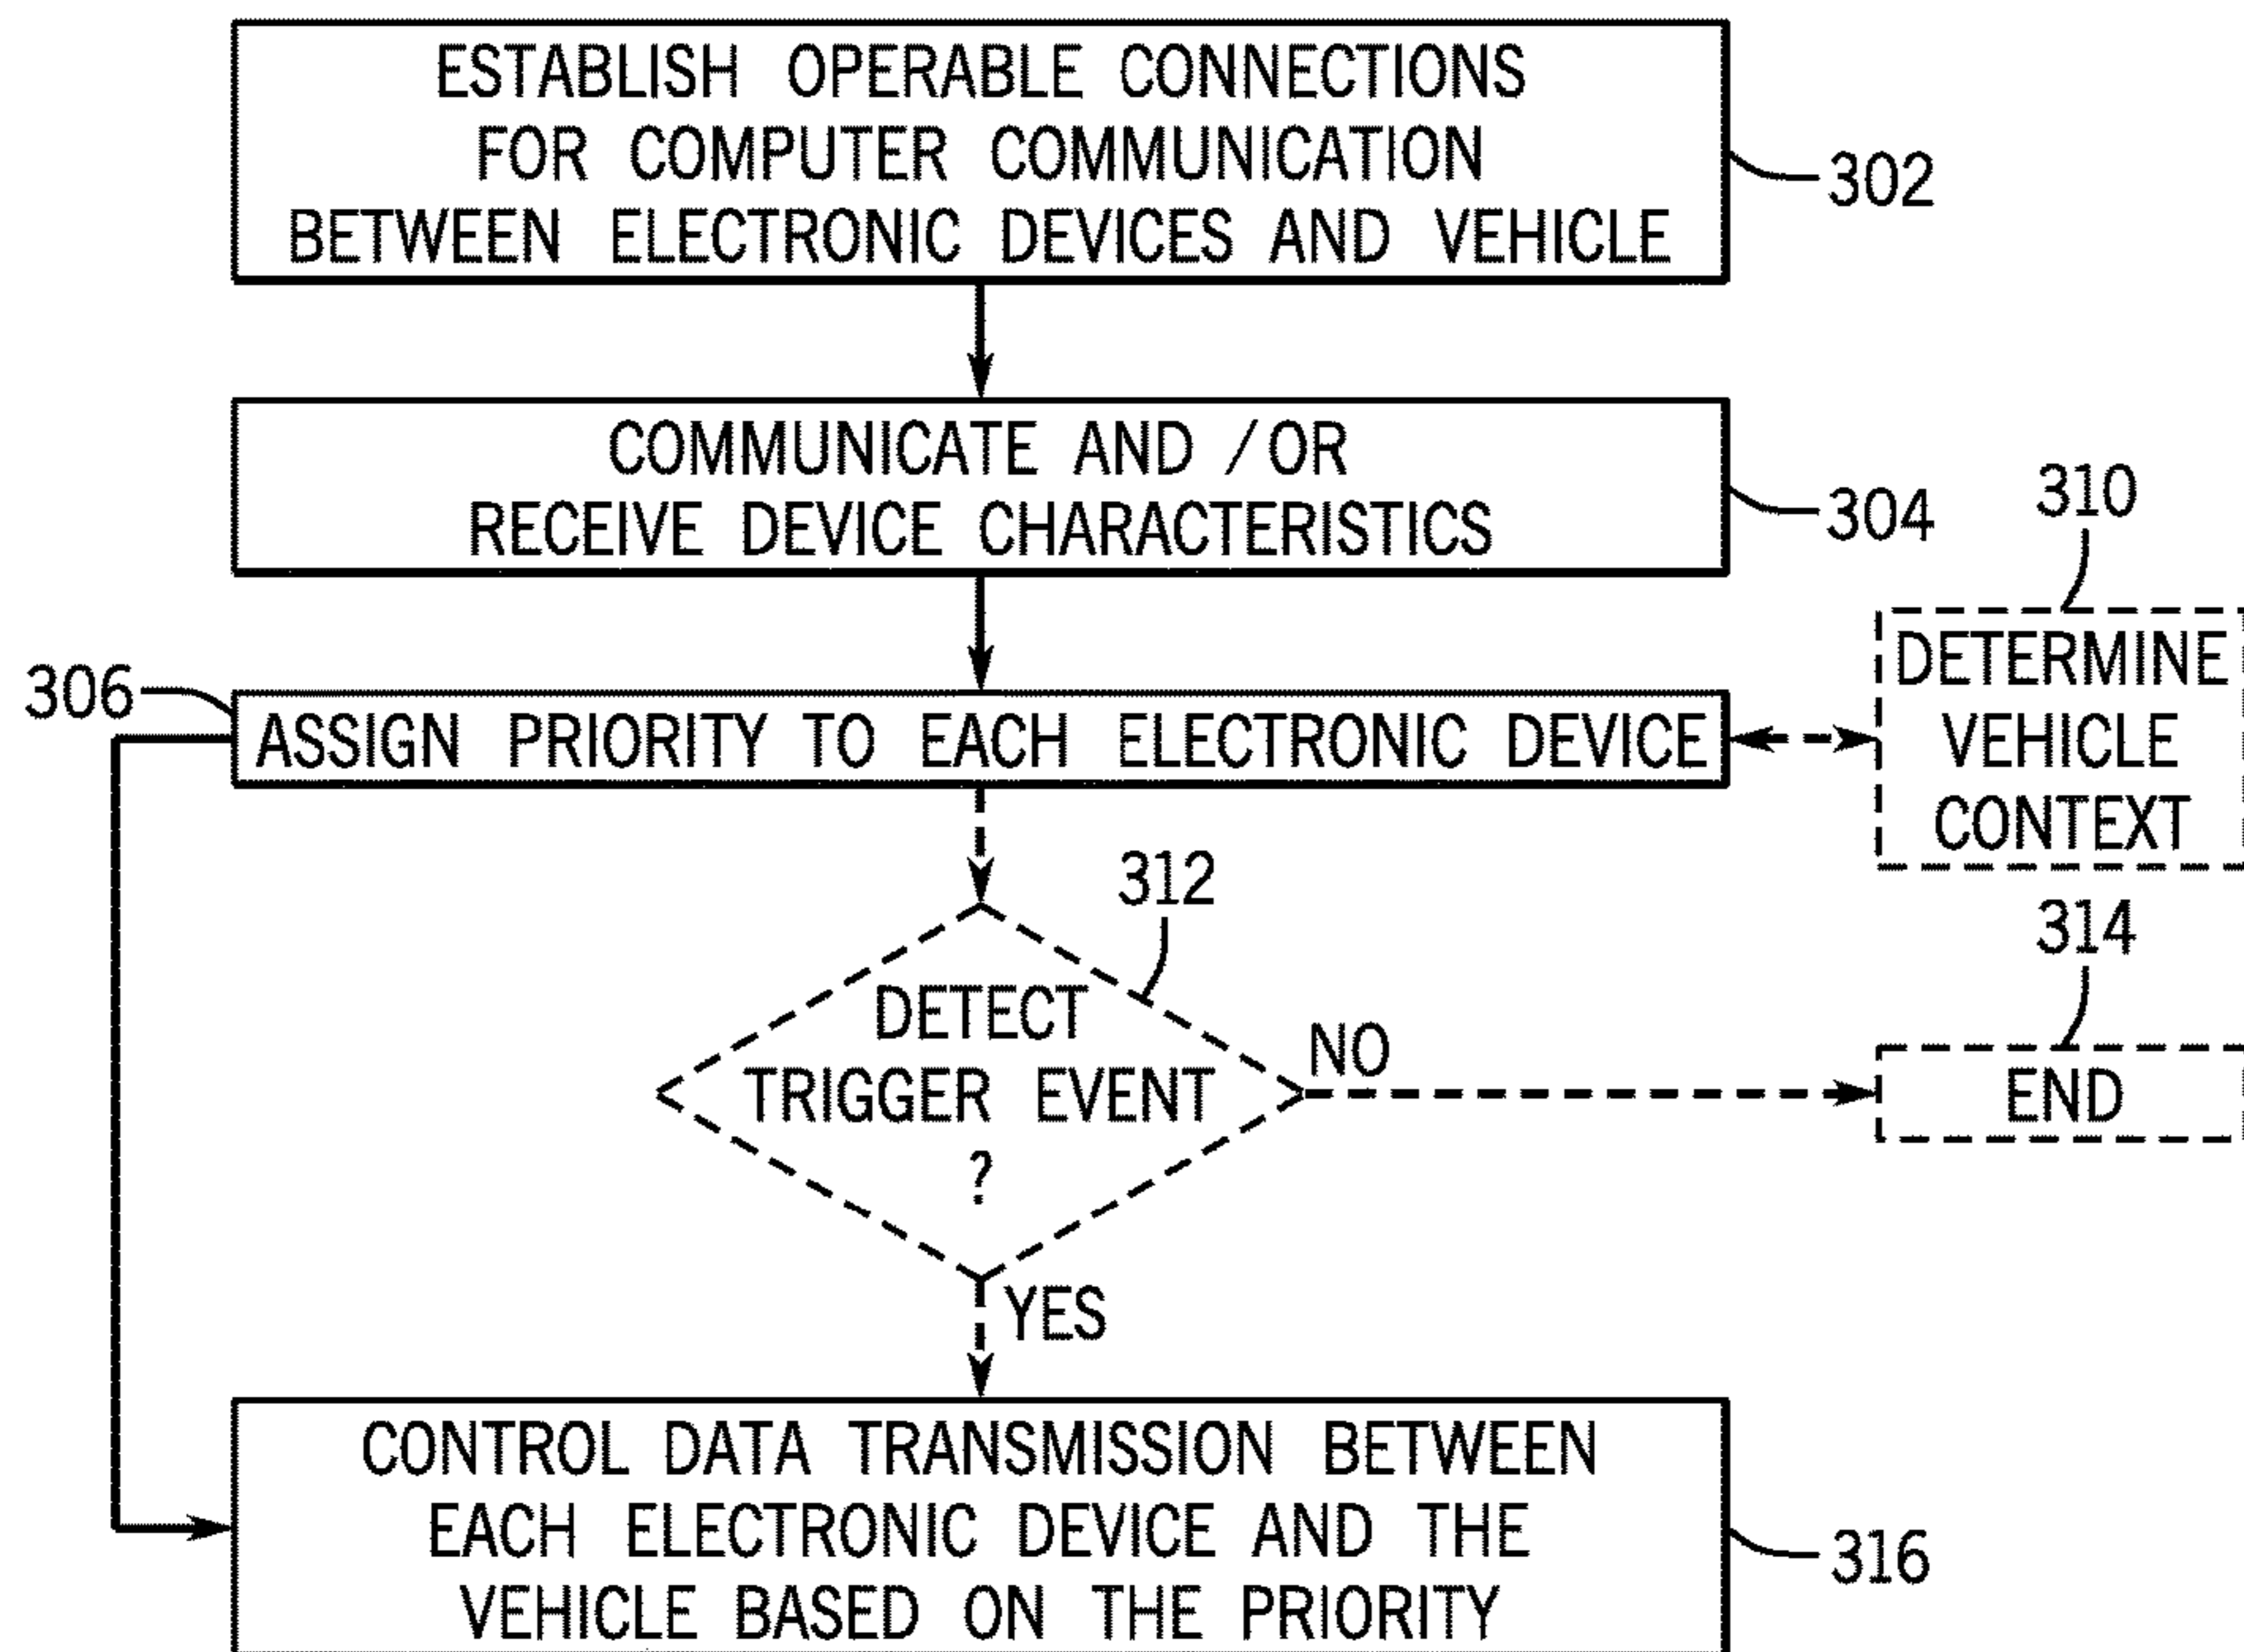 ESTABLISH OPERABLE CONNECTIONS
FOR COMPUTER COMMUNICATION
BETWEEN ELECTRONIC DEVICES AND VEHICLE
302
COMMUNICATE AND /OR
RECEIVE DEVICE CHARACTERISTICS
304
310
DETERMINE
VEHICLE
CONTEXT
306
ASSIGN PRIORITY TO EACH ELECTRONIC DEVICE
312
DETECT
TRIGGER EVENT
?
NO
314
END
YES
CONTROL DATA TRANSMISSION BETWEEN
EACH ELECTRONIC DEVICE AND THE
VEHICLE BASED ON THE PRIORITY
316